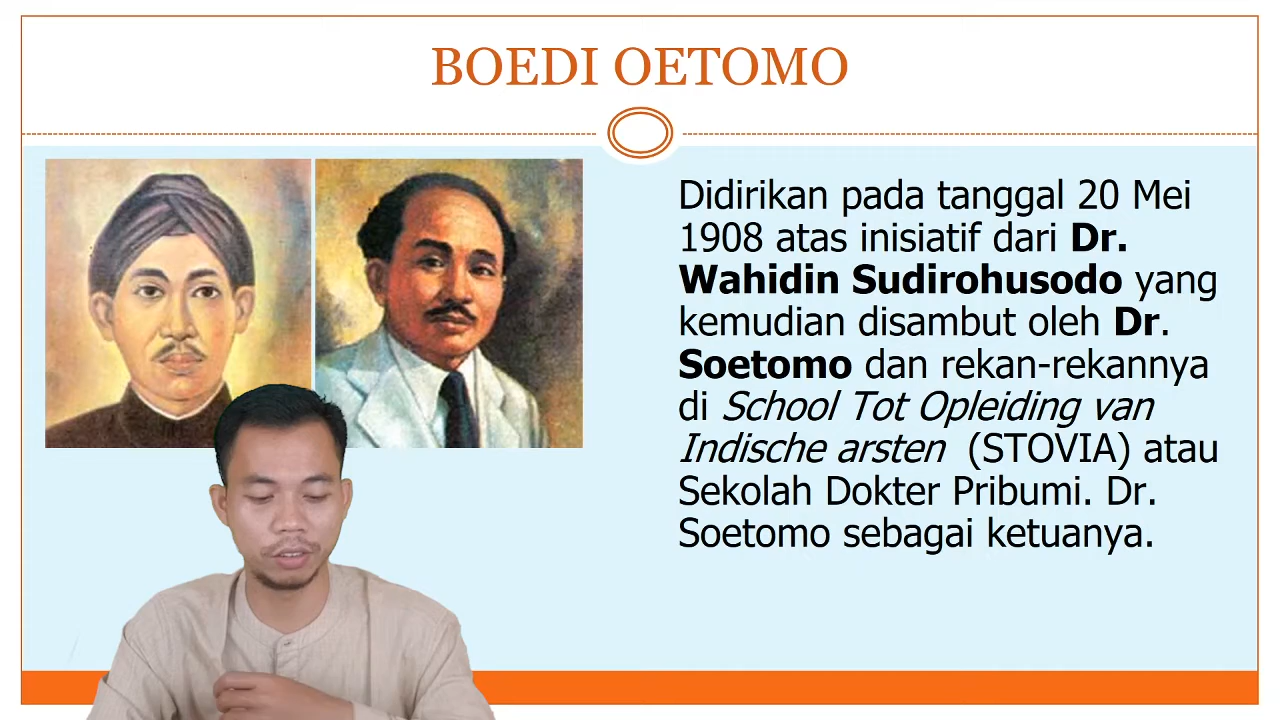 BOEDI OETOMO
Didirikan pada tanggal 20 Mei
1908 atas inisiatif dari Dr.
Wahidin Sudirohusodo yang
kemudian disambut oleh Dr.
Soetomo dan rekan-rekannya
di School Tot Opleiding van
Indische arsten (STOVIA) atau
Sekolah Dokter Pribumi. Dr.
Soetomo sebagai ketuanya.